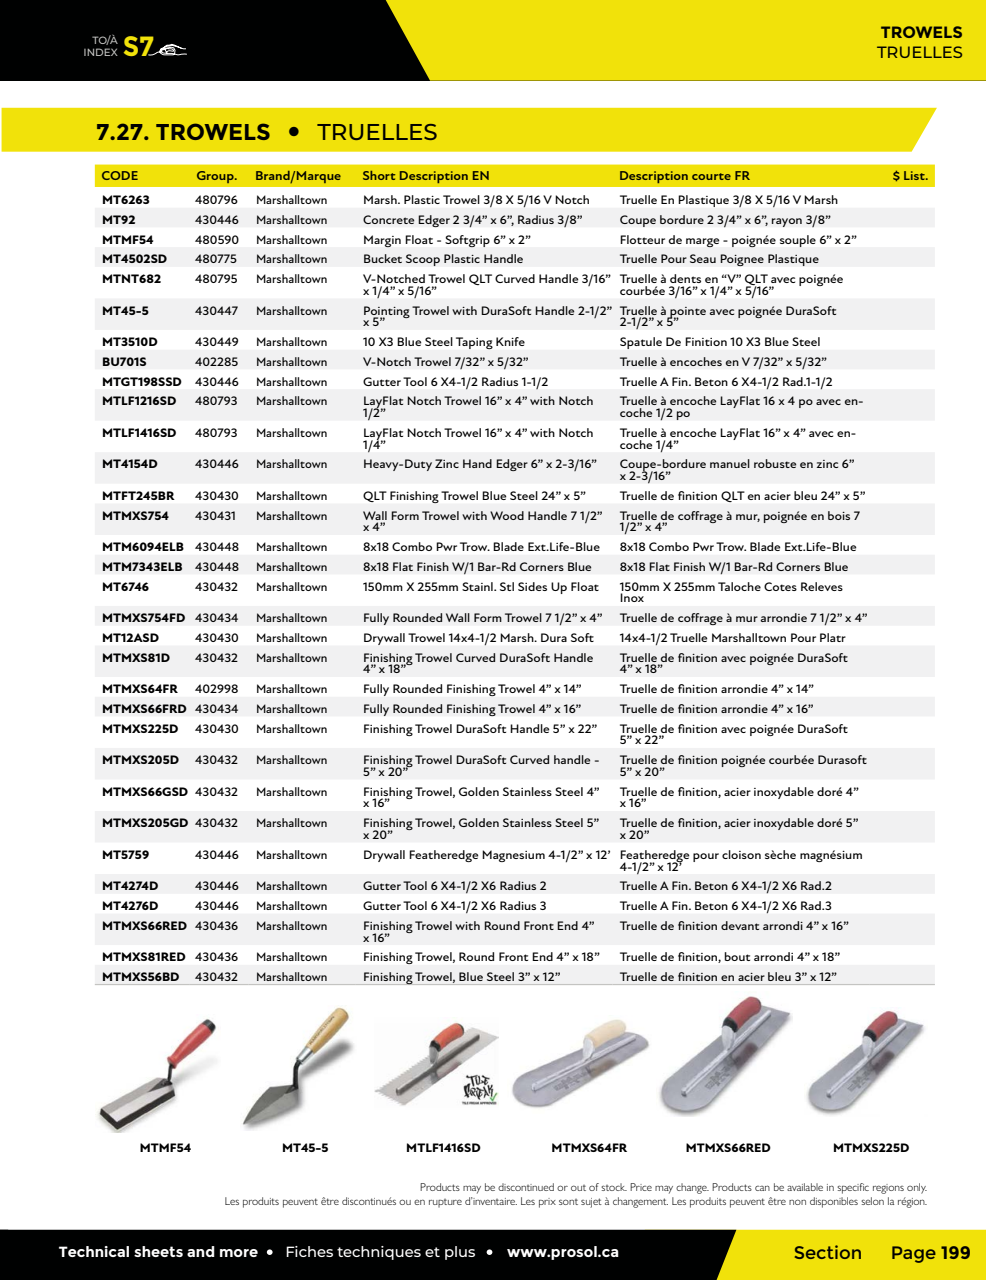 TO/À
INDEX S7
TROWELS
TRUELLES
7.27. TROWELS • TRUELLES
CODE Group. Brand/Marque Short Description EN Description courte FR $ List.
MT6263 480796 Marshalltown Marsh. Plastic Trowel 3/8 X 5/16 V Notch Truelle En Plastique 3/8 X 5/16 V Marsh
MT92 430446 Marshalltown Concrete Edger 2 3/4” x 6”, Radius 3/8” Coupe bordure 2 3/4” x 6”, rayon 3/8”
MTMF54 480590 Marshalltown Margin Float - Softgrip 6” x 2” Flotteur de marge - poignée souple 6” x 2”
MT4502SD 480775 Marshalltown Bucket Scoop Plastic Handle Truelle Pour Seau Poignee Plastique
MTNT682 480795 Marshalltown V-Notched Trowel QLT Curved Handle 3/16” Truelle à dents en “V” QLT avec poignée
x 1/4” x 5/16” courbée 3/16” x 1/4” x 5/16”
MT45-5 430447 Marshalltown Pointing Trowel with DuraSoft Handle 2-1/2” Truelle à pointe avec poignée DuraSoft
x 5” 2-1/2” x 5”
MT3510D 430449 Marshalltown 10 X3 Blue Steel Taping Knife Spatule De Finition 10 X3 Blue Steel
BU701S 402285 Marshalltown V-Notch Trowel 7/32” x 5/32” Truelle à encoches en V 7/32” x 5/32”
MTGT198SSD 430446 Marshalltown Gutter Tool 6 X4-1/2 Radius 1-1/2 Truelle A Fin. Beton 6 X4-1/2 Rad.1-1/2
MTLF1216SD 480793 Marshalltown LayFlat Notch Trowel 16” x 4” with Notch Truelle à encoche LayFlat 16 x 4 po avec en-
1/2” coche 1/2 po
MTLF1416SD 480793 Marshalltown LayFlat Notch Trowel 16” x 4” with Notch Truelle à encoche LayFlat 16” x 4” avec en-
1/4” coche 1/4”
MT4154D 430446 Marshalltown Heavy-Duty Zinc Hand Edger 6” x 2-3/16” Coupe-bordure manuel robuste en zinc 6”
x 2-3/16”
MTFT245BR 430430 Marshalltown QLT Finishing Trowel Blue Steel 24” x 5” Truelle de finition QLT en acier bleu 24” x 5”
MTMXS754 430431 Marshalltown Wall Form Trowel with Wood Handle 7 1/2” Truelle de coffrage à mur, poignée en bois 7
x 4” 1/2” x 4”
MTM6094ELB 430448 Marshalltown 8x18 Combo Pwr Trow. Blade Ext.Life-Blue 8x18 Combo Pwr Trow. Blade Ext.Life-Blue
MTM7343ELB 430448 Marshalltown 8x18 Flat Finish W/1 Bar-Rd Corners Blue 8x18 Flat Finish W/1 Bar-Rd Corners Blue
MT6746 430432 Marshalltown 150mm X 255mm Stainl. Stl Sides Up Float 150mm X 255mm Taloche Cotes Releves
Inox
MTMXS754FD 430434 Marshalltown Fully Rounded Wall Form Trowel 7 1/2” x 4” Truelle de coffrage à mur arrondie 7 1/2” x 4”
MT12ASD 430430 Marshalltown Drywall Trowel 14x4-1/2 Marsh. Dura Soft 14x4-1/2 Truelle Marshalltown Pour Platr
MTMXS81D 430432 Marshalltown Finishing Trowel Curved DuraSoft Handle Truelle de finition avec poignée DuraSoft
4” x 18” 4” x 18”
MTMXS64FR 402998 Marshalltown Fully Rounded Finishing Trowel 4” x 14” Truelle de finition arrondie 4” x 14”
MTMXS66FRD 430434 Marshalltown Fully Rounded Finishing Trowel 4” x 16” Truelle de finition arrondie 4” x 16”
MTMXS225D 430430 Marshalltown Finishing Trowel DuraSoft Handle 5” x 22” Truelle de finition avec poignée DuraSoft
5” x 22”
MTMXS205D 430432 Marshalltown Finishing Trowel DuraSoft Curved handle - Truelle de finition poignée courbée Durasoft
5” x 20” 5” x 20”
MTMXS66GSD 430432 Marshalltown Finishing Trowel, Golden Stainless Steel 4” Truelle de finition, acier inoxydable doré 4”
x 16” x 16”
MTMXS205GD 430432 Marshalltown Finishing Trowel, Golden Stainless Steel 5” Truelle de finition, acier inoxydable doré 5”
x 20” x 20”
MT5759 430446 Marshalltown Drywall Featheredge Magnesium 4-1/2” x 12’ Featheredge pour cloison sèche magnésium
4-1/2” x 12’
MT4274D 430446 Marshalltown Gutter Tool 6 X4-1/2 X6 Radius 2 Truelle A Fin. Beton 6 X4-1/2 X6 Rad.2
MT4276D 430446 Marshalltown Gutter Tool 6 X4-1/2 X6 Radius 3 Truelle A Fin. Beton 6 X4-1/2 X6 Rad.3
MTMXS66RED 430436 Marshalltown Finishing Trowel with Round Front End 4” Truelle de finition devant arrondi 4” x 16”
x 16”
MTMXS81RED 430436 Marshalltown Finishing Trowel, Round Front End 4” x 18” Truelle de finition, bout arrondi 4” x 18”
MTMXS56BD 430432 Marshalltown Finishing Trowel, Blue Steel 3” x 12” Truelle de finition en acier bleu 3” x 12”
MTMF54 MT45-5 MTLF1416SD MTMXS64FR MTMXS66RED MTMXS225D
Products may be discontinued or out of stock. Price may change. Products can be available in specific regions only.
Les produits peuvent être discontinués ou en rupture d’inventaire. Les prix sont sujet à changement. Les produits peuvent être non disponibles selon la région.
Technical sheets and more • Fiches techniques et plus • www.prosol.ca
Section Page 199